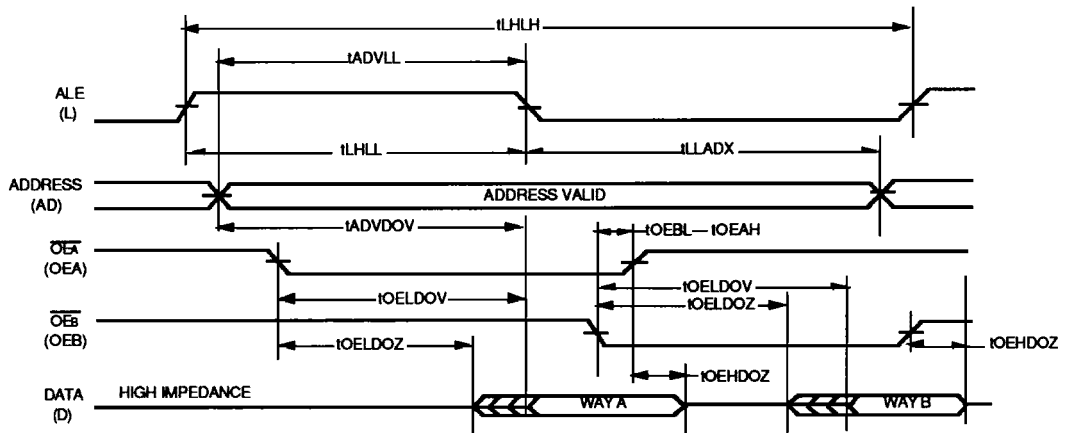 tLHLH
tADVLL
ALE
(L)
tLHLL
tLLADX
ADDRESS
(AD)
ADDRESS VALID
tADVDOV
tOEBL—tOEAH
OEA
(OEA)
tOELDOV
tOELDOV
tOELDOZ
OEB
(OEB)
tOELDOZ
tOEHDOZ
tOEHDOZ
DATA
(D)
HIGH IMPEDANCE
WAY A
WAY B